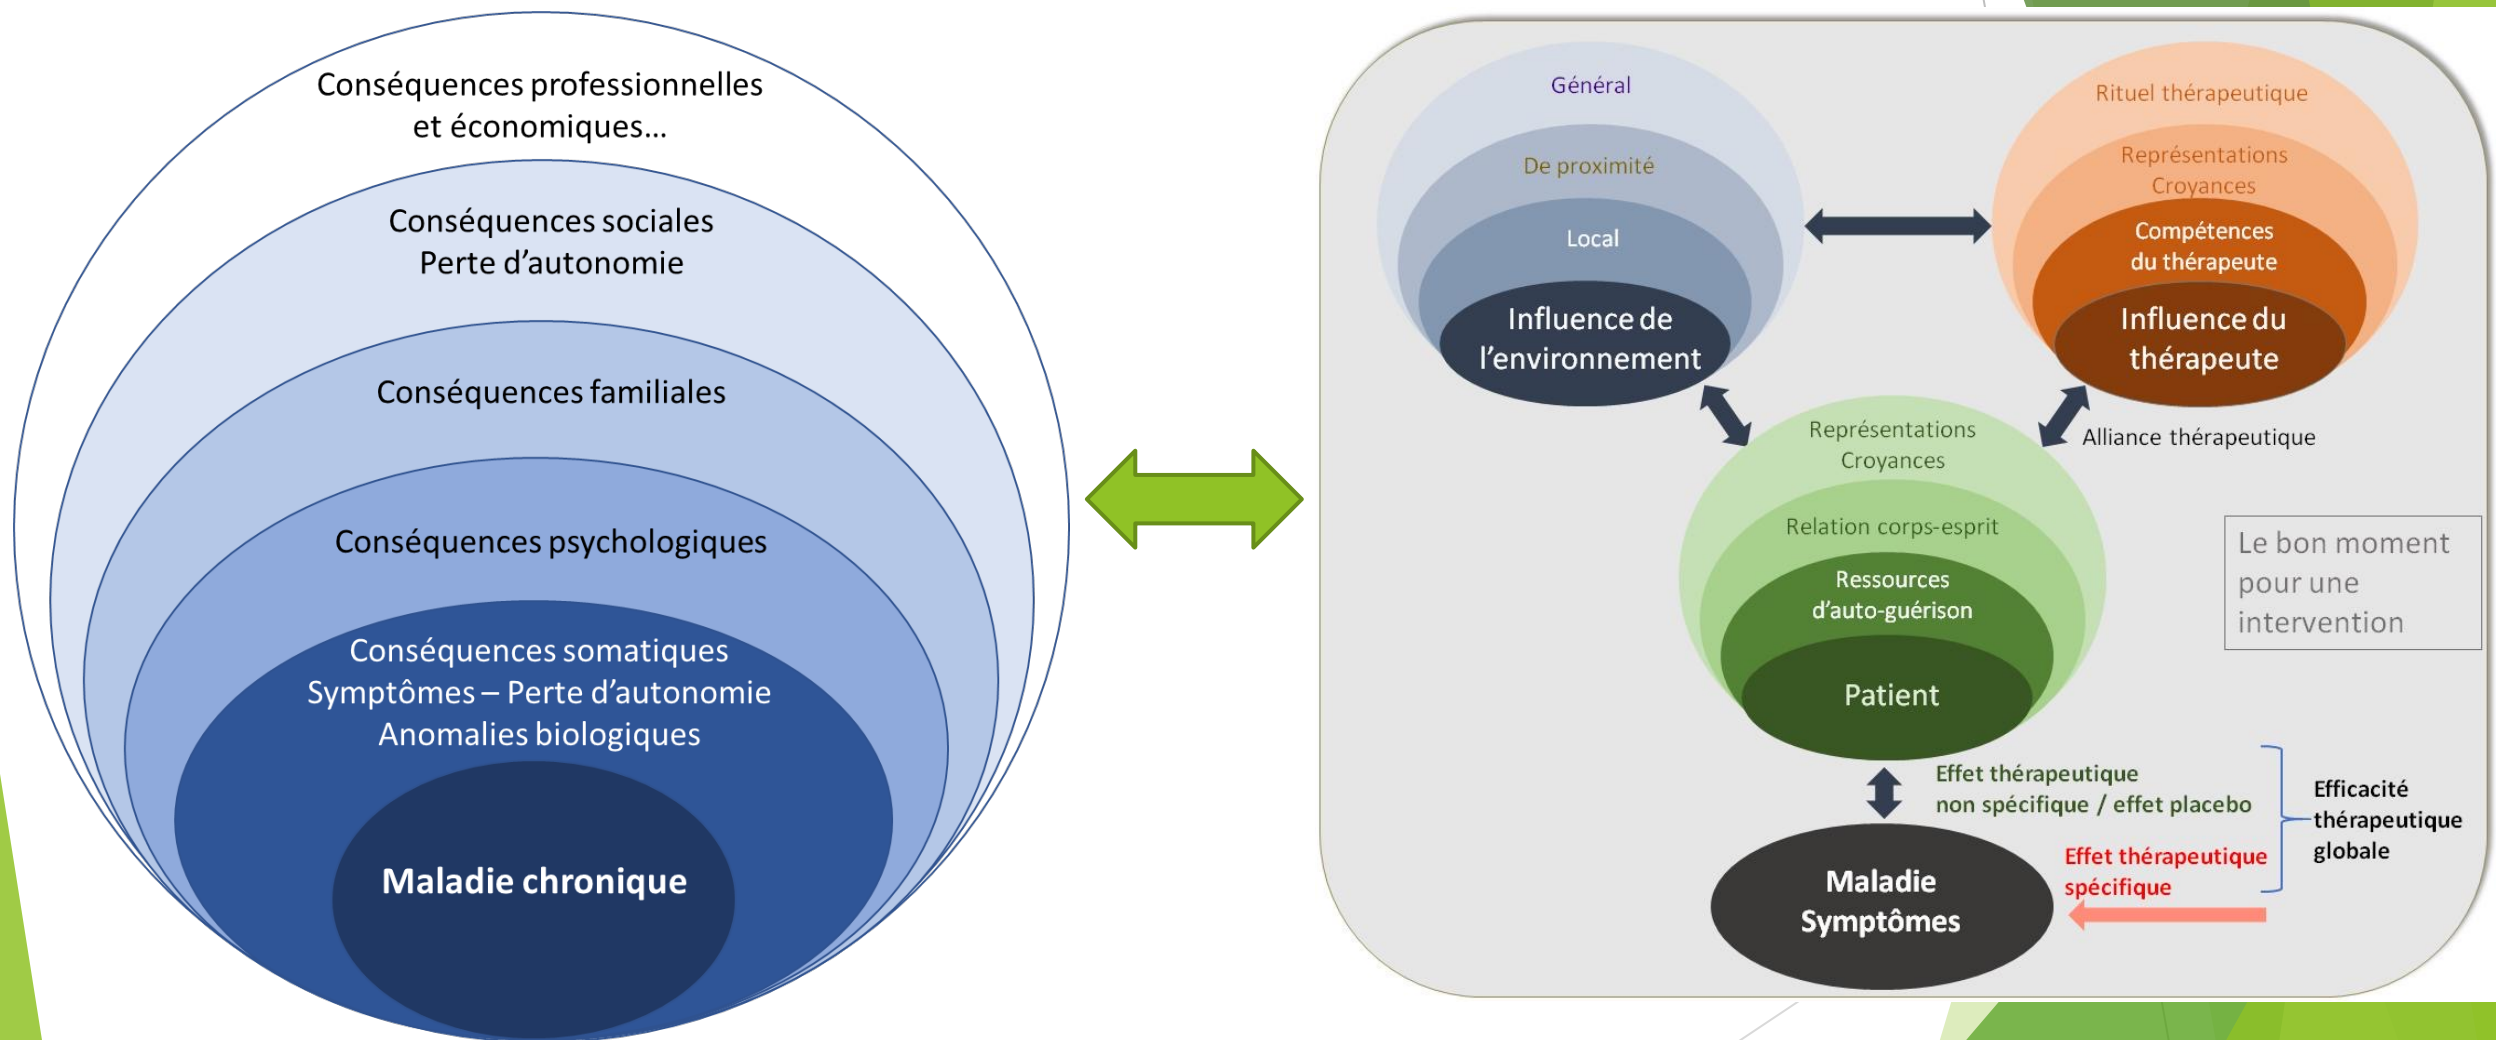 Conséquences professionnelles
et économiques...
Conséquences sociales
Perte d'autonomie
Conséquences familiales
Conséquences psychologiques
Conséquences somatiques
Symptômes – Perte d'autonomie
Anomalies biologiques
Maladie chronique
Général
De proximité
Local
Influence de
l'environnement
Rituel thérapeutique
Représentations
Croyances
Compétences
du thérapeute
Influence du
thérapeute
Alliance thérapeutique
Représentations
Croyances
Relation corps-esprit
Ressources
d'auto-guérison
Patient
Le bon moment
pour une
intervention
Effet thérapeutique
non spécifique / effet placebo
Effet thérapeutique
spécifique
Efficacité
thérapeutique
globale
Maladie
Symptômes